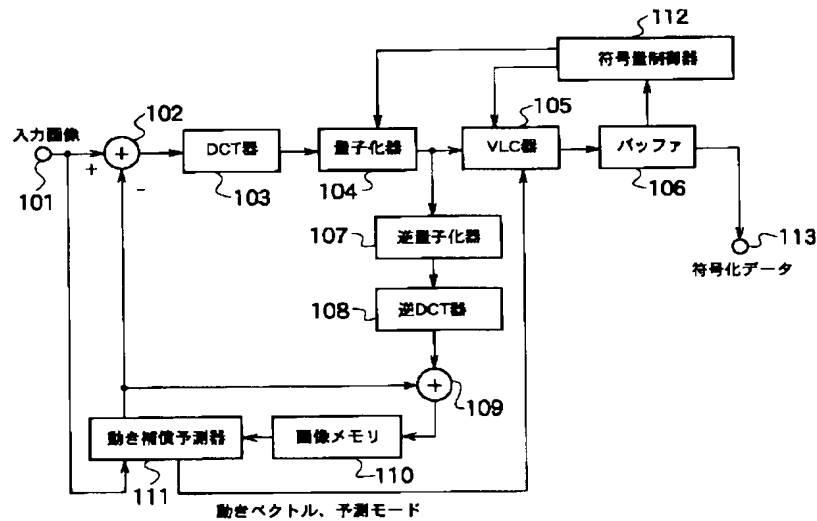 112
符号量制御器
102
105
入力画像
+
DCT器
量子化器
VLC器
バッファ
+
-
101
103
104
106
107
逆量子化器
113
符号化データ
108
逆DCT器
+
109
動き補償予測器
画像メモリ
111
110
動きベクトル、予測モード